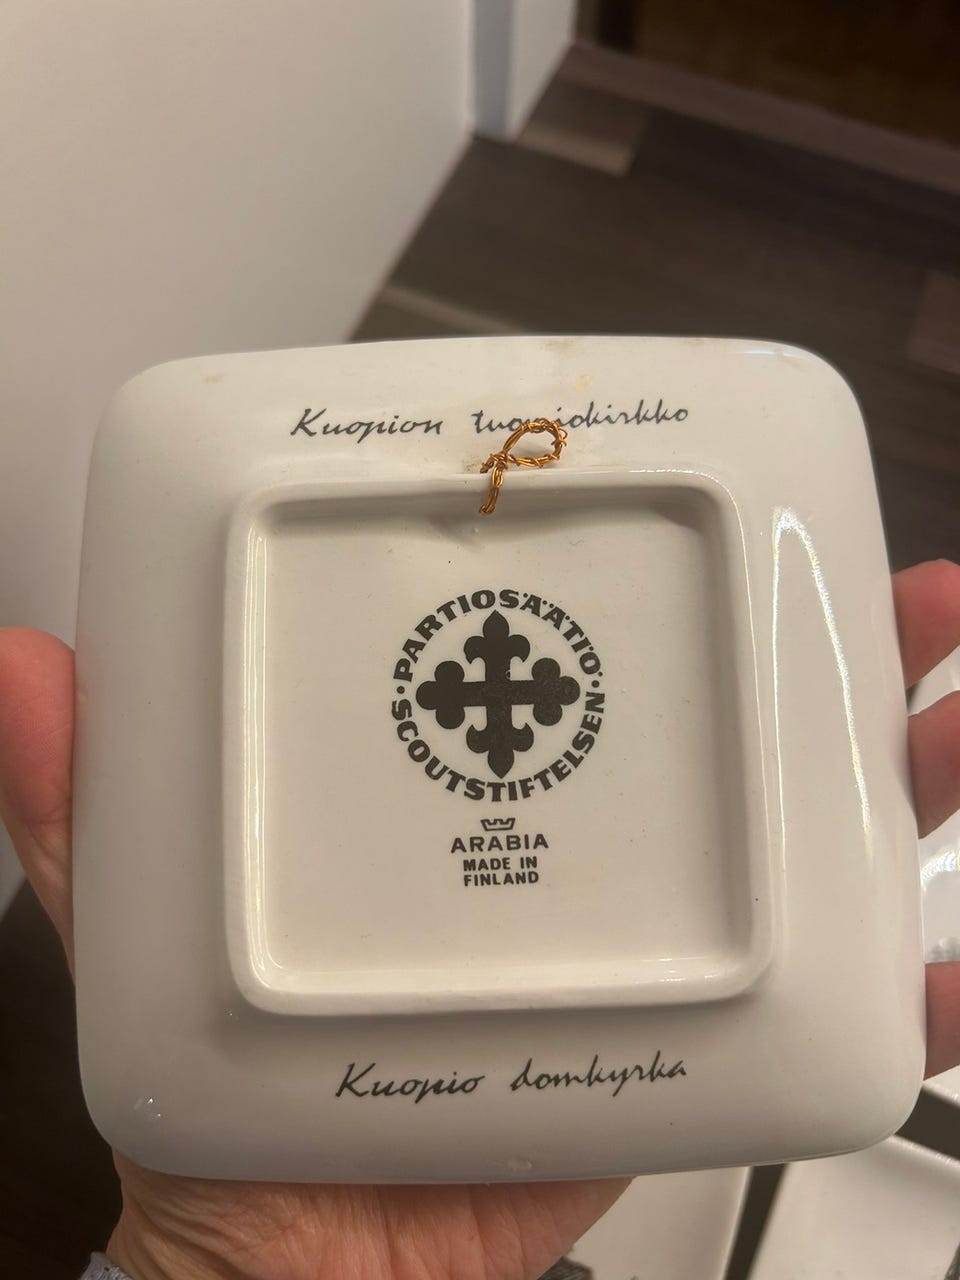 Kuopion tuomiokirkko
PARTIOSÄÄTIÖ
SCOUTSTIFTELSEN
ARABIA
MADE IN
FINLAND
Kuopio domkyrka